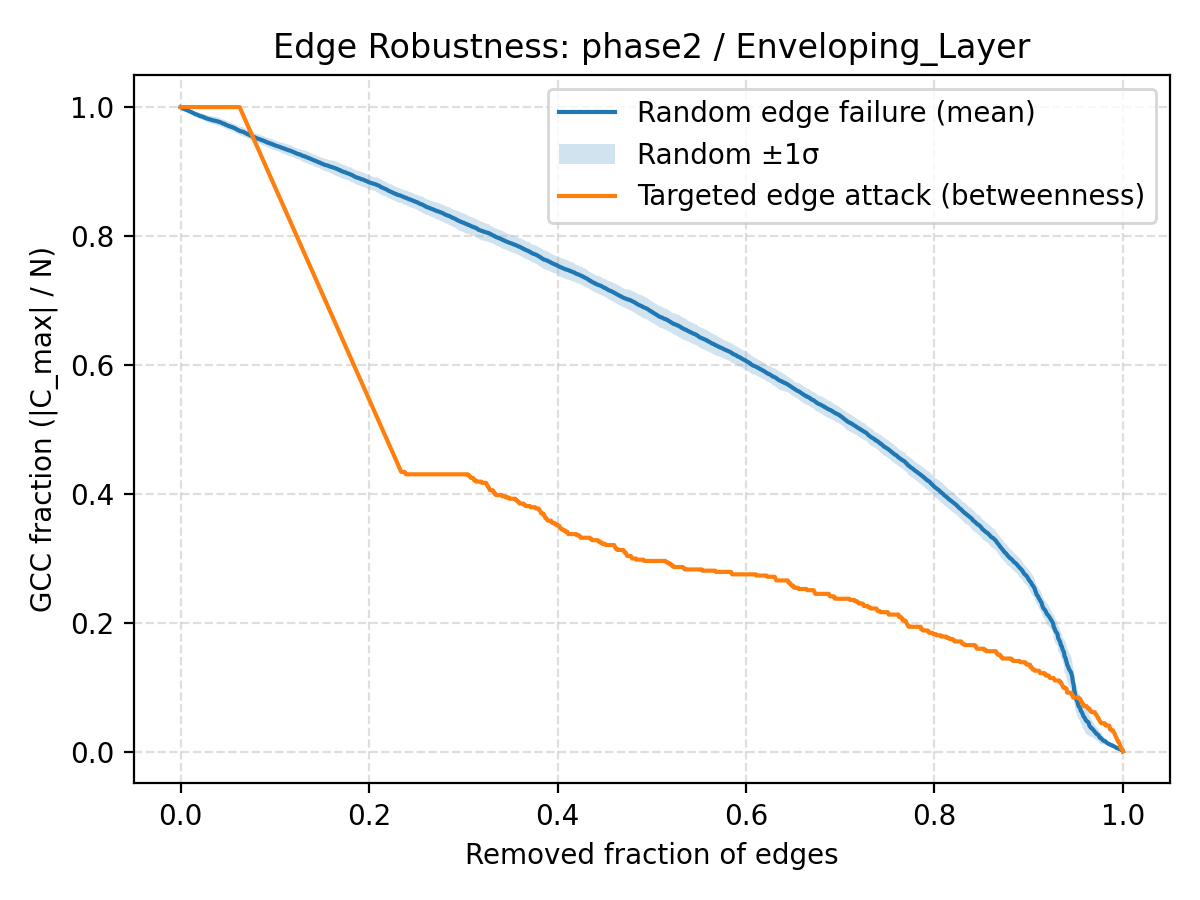 Edge Robustness: phase2 / Enveloping_Layer
Random edge failure (mean)
Random ±1σ
Targeted edge attack (betweenness)
GCC fraction (|C_max| / N)
1.0
0.8
0.6
0.4
0.2
0.0
0.0 0.2 0.4 0.6 0.8 1.0
Removed fraction of edges